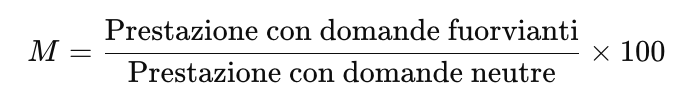 M = Prestazione con domande fuorvianti / Prestazione con domande neutre × 100